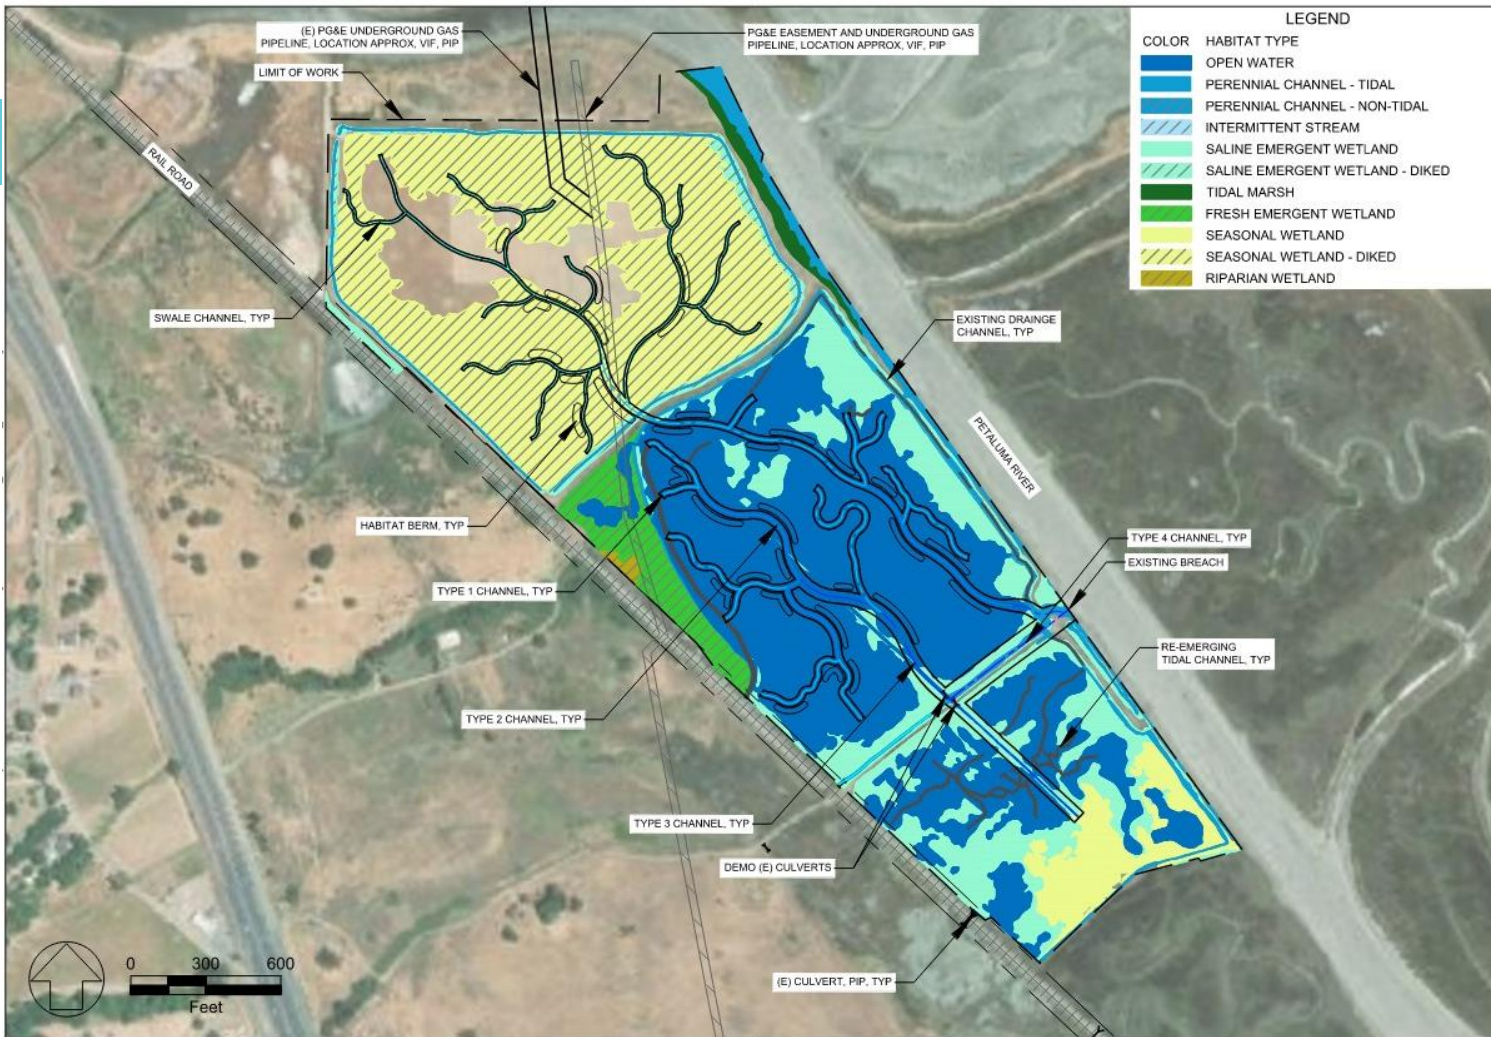 (E) PG&E UNDERGROUND GAS
PIPELINE, LOCATION APPROX, VIF, PIP
PG&E EASEMENT AND UNDERGROUND GAS
PIPELINE, LOCATION APPROX, VIF, PIP
LIMIT OF WORK
LEGEND
COLOR HABITAT TYPE
OPEN WATER
PERENNIAL CHANNEL - TIDAL
PERENNIAL CHANNEL - NON-TIDAL
INTERMITTENT STREAM
SALINE EMERGENT WETLAND
SALINE EMERGENT WETLAND - DIKED
TIDAL MARSH
FRESH EMERGENT WETLAND
SEASONAL WETLAND
SEASONAL WETLAND - DIKED
RIPARIAN WETLAND
RAIL ROAD
SWALE CHANNEL, TYP
EXISTING DRAINGE
CHANNEL, TYP
PETALUMA RIVER
HABITAT BERM, TYP
TYPE 4 CHANNEL, TYP
EXISTING BREACH
TYPE 1 CHANNEL, TYP
RE-EMERGING
TIDAL CHANNEL, TYP
TYPE 2 CHANNEL, TYP
TYPE 3 CHANNEL, TYP
DEMO (E) CULVERTS
(E) CULVERT, PIP, TYP
0 300 600
Feet